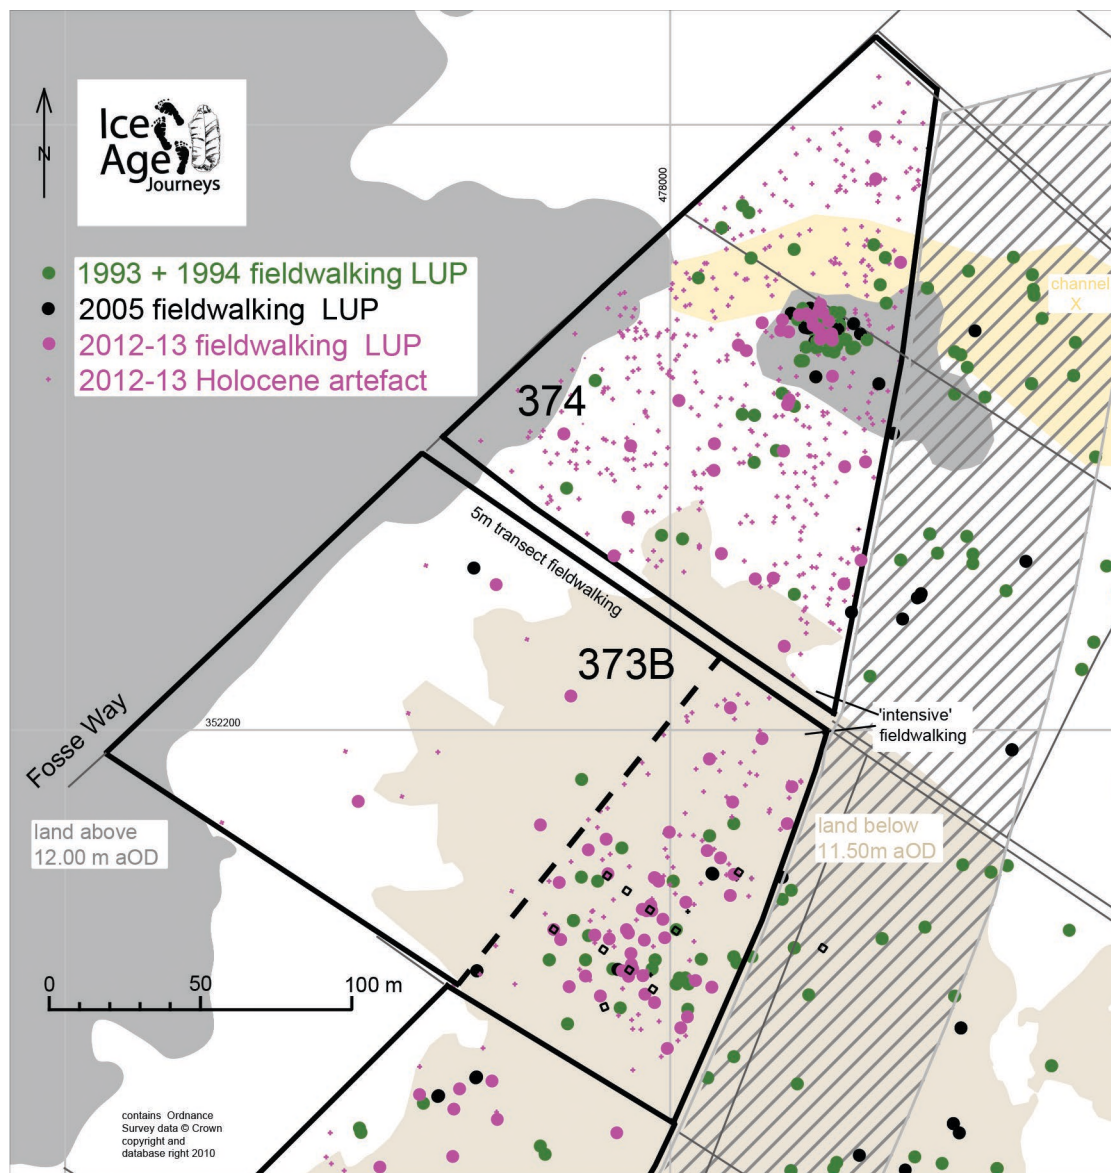 N
Ice
Age
Journeys
1993 + 1994 fieldwalking LUP
2005 fieldwalking LUP
2012-13 fieldwalking LUP
2012-13 Holocene artefact
478000
channel
X
374
5m transect fieldwalking
373B
'intensive'
fieldwalking
352200
Fosse Way
land above
12.00 m aOD
land below
11.50m aOD
0 50 100 m
contains Ordnance
Survey data © Crown
copyright and
database right 2010